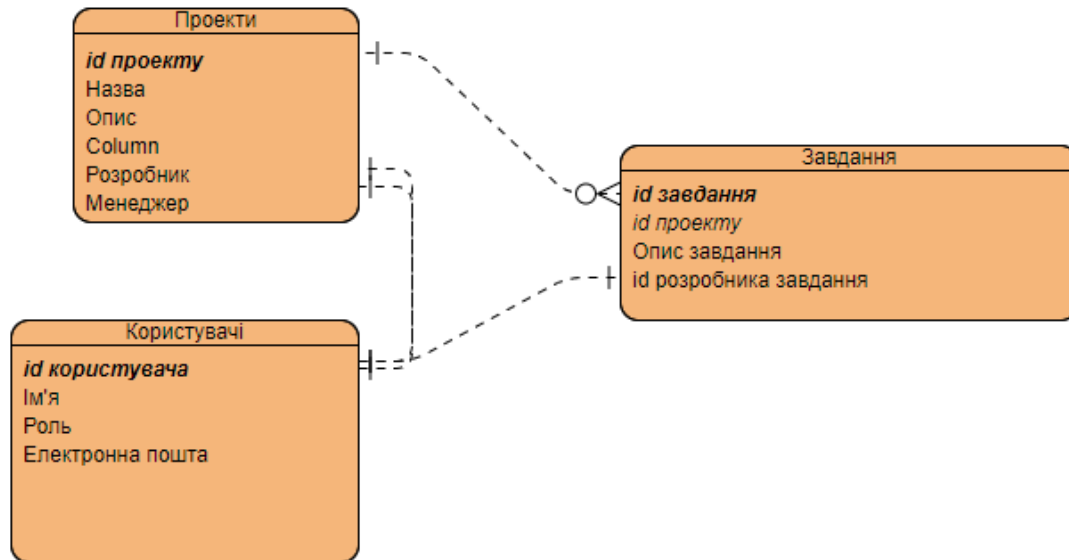 Проекти
id проекту
Назва
Опис
Column
Розробник
Менеджер
Завдання
id завдання
id проекту
Опис завдання
id розробника завдання
Користувачі
id користувача
Ім'я
Роль
Електронна пошта